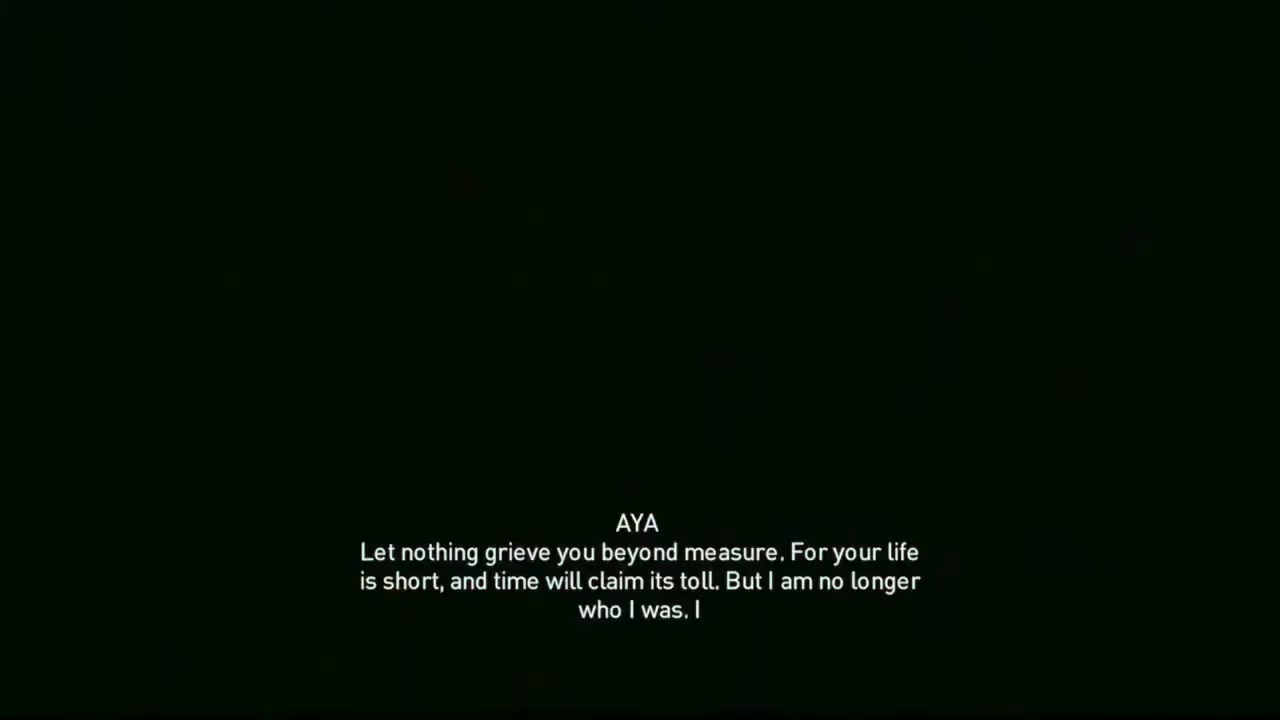 AYA
Let nothing grieve you beyond measure. For your life
is short, and time will claim its toll. But I am no longer
who I was. I